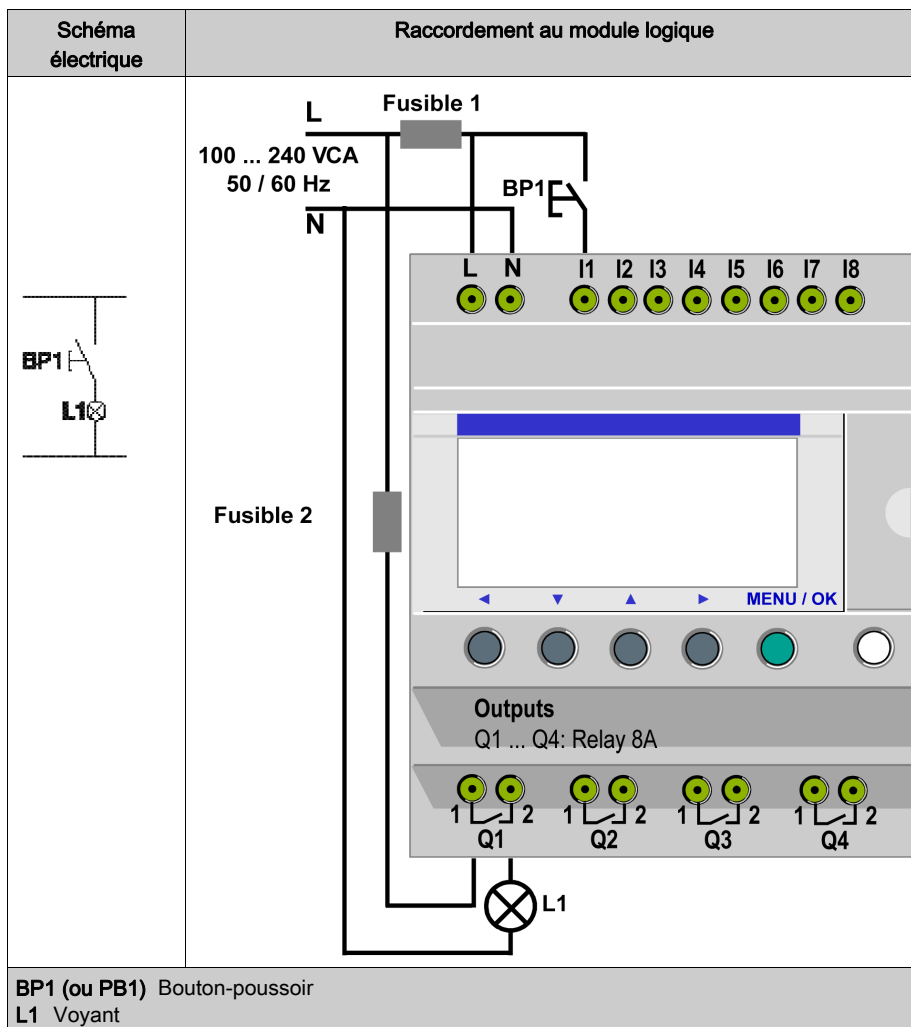 Schéma
électrique
Raccordement au module logique
L
Fusible 1
100 ... 240 VCA
50 / 60 Hz
N
BP1
L N I1 I2 I3 I4 I5 I6 I7 I8
BP1
L1
Fusible 2
◄ ▼ ▲ ► MENU / OK
Outputs
Q1 ... Q4: Relay 8A
1 2 1 2 1 2 1 2
Q1 Q2 Q3 Q4
L1
BP1 (ou PB1) Bouton-poussoir
L1 Voyant